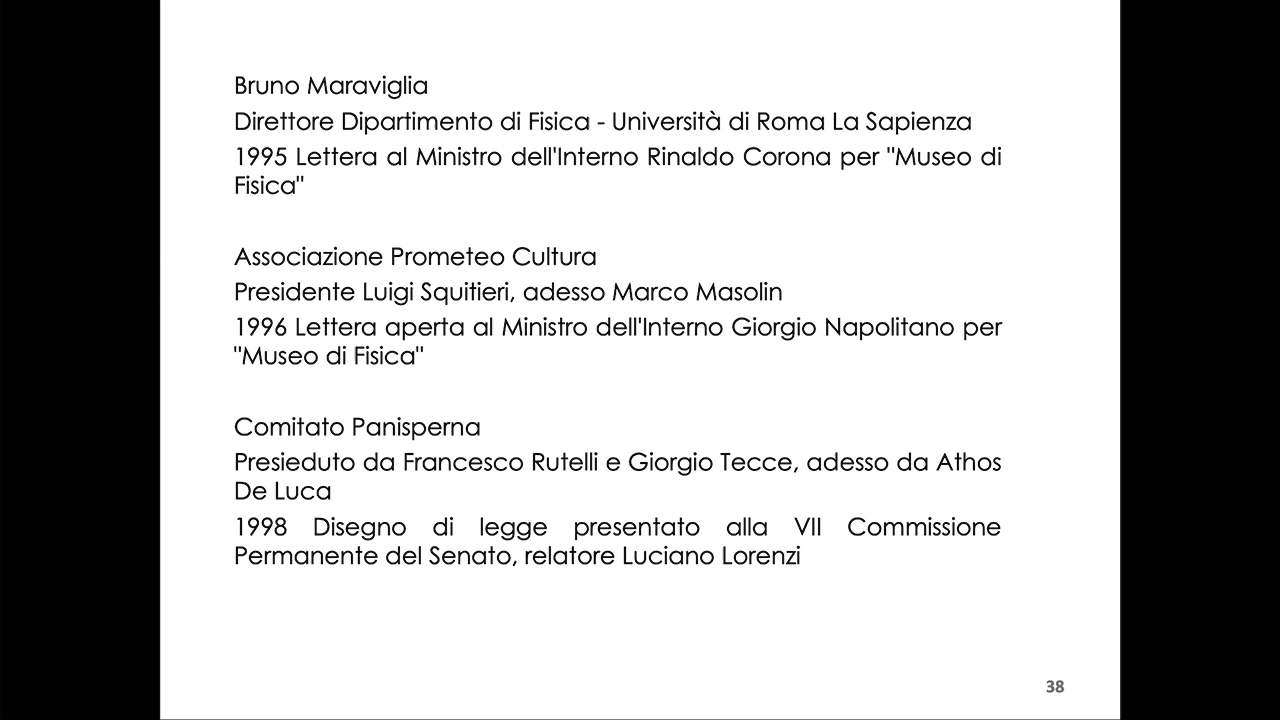 Bruno Maraviglia
Direttore Dipartimento di Fisica - Università di Roma La Sapienza
1995 Lettera al Ministro dell'Interno Rinaldo Corona per "Museo di
Fisica"
Associazione Prometeo Cultura
Presidente Luigi Squitieri, adesso Marco Masolin
1996 Lettera aperta al Ministro dell'Interno Giorgio Napolitano per
"Museo di Fisica"
Comitato Panisperna
Presieduto da Francesco Rutelli e Giorgio Tecce, adesso da Athos
De Luca
1998 Disegno di legge presentato alla VII Commissione
Permanente del Senato, relatore Luciano Lorenzi
38